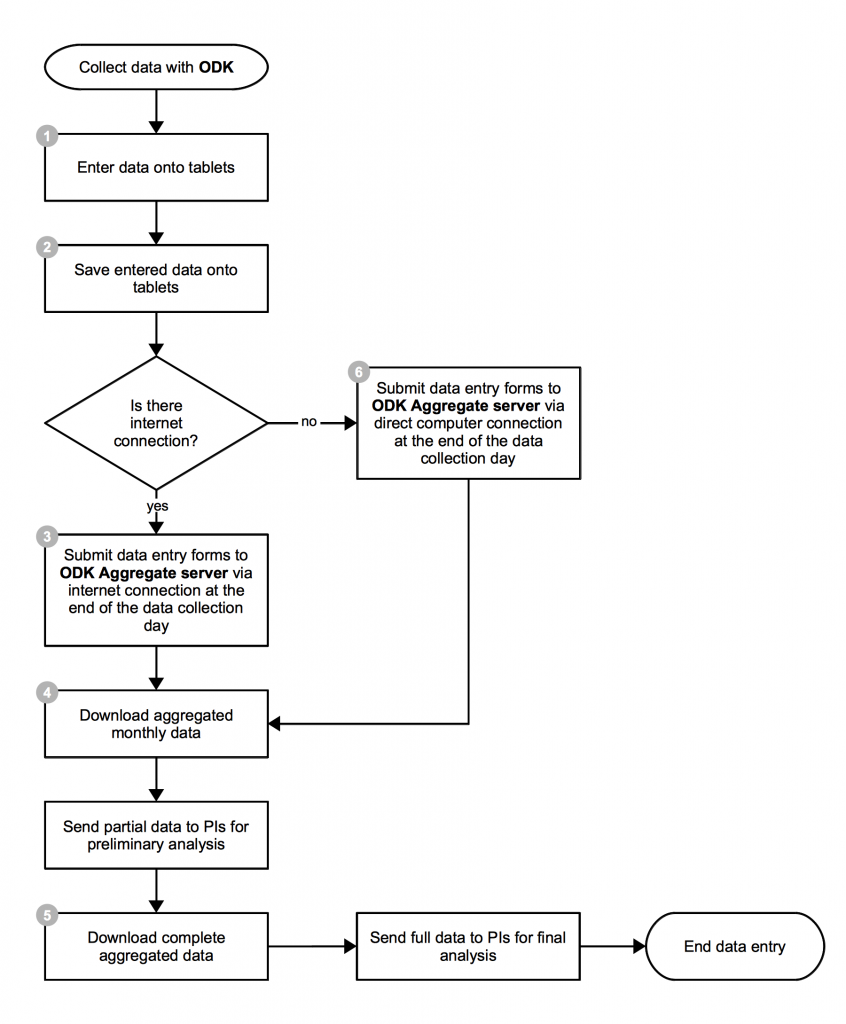 Collect data with ODK
1
Enter data onto tablets
2
Save entered data onto
tablets
Is there
internet
connection?
no
6
Submit data entry forms to
ODK Aggregate server via
direct computer connection
at the end of the data
collection day
yes
3
Submit data entry forms to
ODK Aggregate server via
internet connection at the
end of the data collection
day
4
Download aggregated
monthly data
Send partial data to PIs for
preliminary analysis
5
Download complete
aggregated data
Send full data to PIs for final
analysis
End data entry